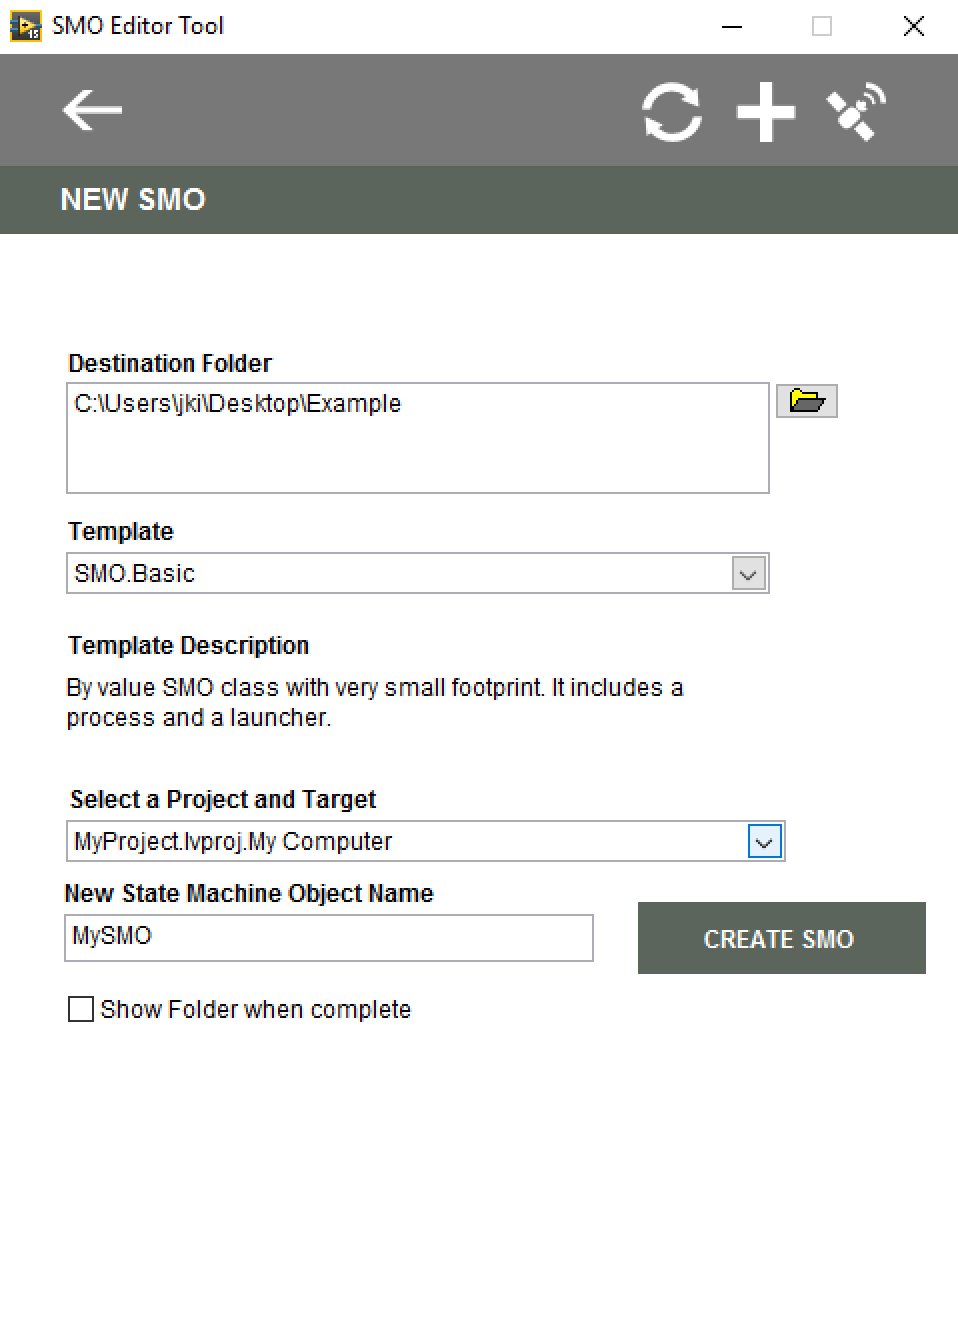 SMO Editor Tool
NEW SMO
Destination Folder
C:\Users\jki\Desktop\Example
Template
SMO.Basic
Template Description
By value SMO class with very small footprint. It includes a
process and a launcher.
Select a Project and Target
MyProject.lvproj.My Computer
New State Machine Object Name
MySMO
CREATE SMO
Show Folder when complete